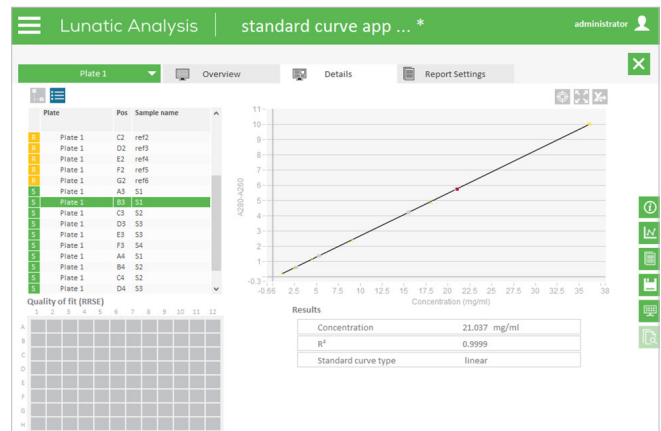 Lunatic Analysis
standard curve app ... *
administrator
Plate 1
Overview
Details
Report Settings
Plate Pos Sample name
R Plate 1 C2 ref2
R Plate 1 D2 ref3
R Plate 1 E2 ref4
R Plate 1 F2 ref5
R Plate 1 G2 ref6
S Plate 1 A3 S1
S Plate 1 B3 S1
S Plate 1 C3 S2
S Plate 1 D3 S3
S Plate 1 E3 S3
S Plate 1 F3 S4
S Plate 1 A4 S1
S Plate 1 B4 S2
S Plate 1 C4 S2
S Plate 1 D4 S3
Quality of fit (RRSE)
1 2 3 4 5 6 7 8 9 10 11 12
A
B
C
D
E
F
G
H
11
10
9
8
7
6
5
4
3
2
1
-0.3
A280-A260
-0.66 2.5 5 7.5 10 12.5 15 17.5 20 22.5 25 27.5 30 32.5 35 38
Concentration (mg/ml)
Results
Concentration 21.037 mg/ml
R² 0.9999
Standard curve type linear